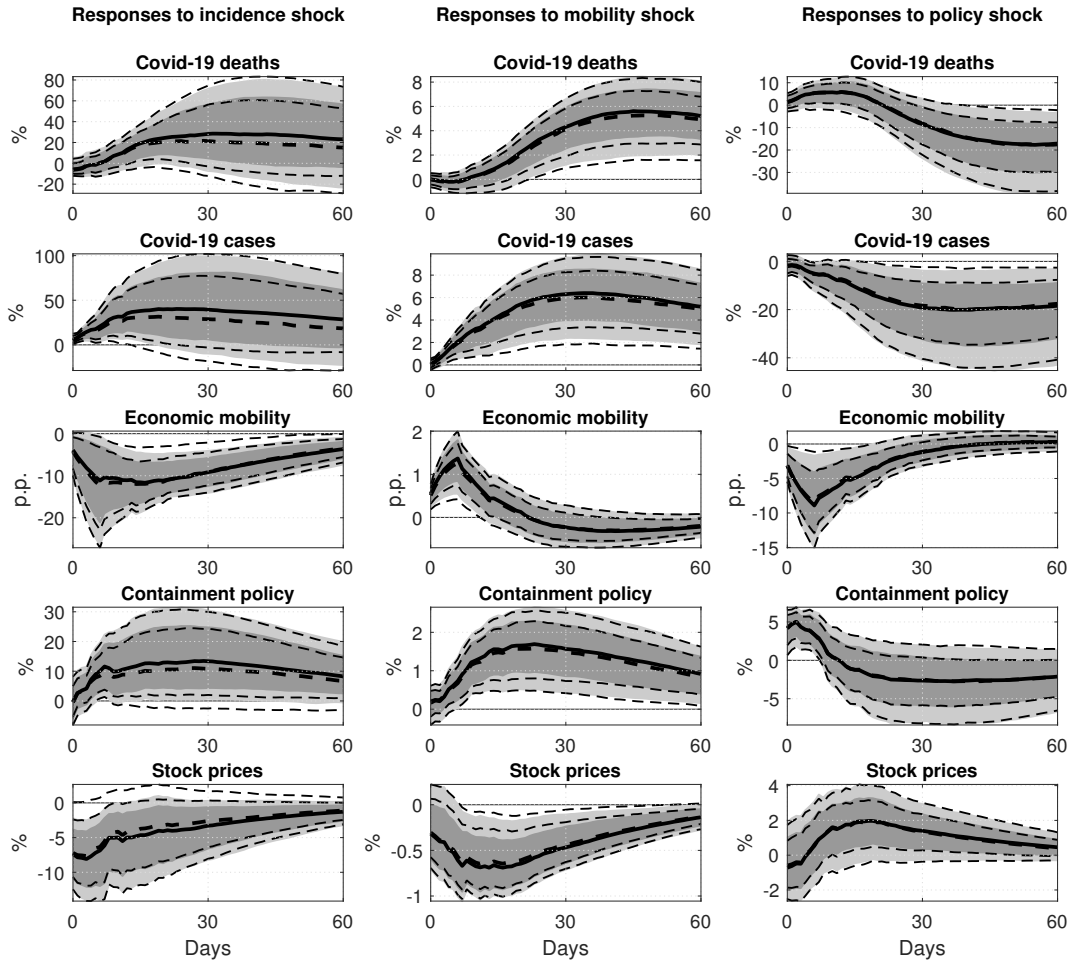 Responses to incidence shock Responses to mobility shock Responses to policy shock
Covid-19 deaths Covid-19 deaths Covid-19 deaths
% 80 60 40 20 0 -20
% 8 6 4 2 0
% 10 0 -10 -20 -30
0 30 60 0 30 60 0 30 60
Covid-19 cases Covid-19 cases Covid-19 cases
% 100 50 0
% 8 6 4 2 0
% 0 -20 -40
0 30 60 0 30 60 0 30 60
Economic mobility Economic mobility Economic mobility
p.p. 0 -10 -20
2 1 0
0 -5 -10 -15
0 30 60 0 30 60 0 30 60
Containment policy Containment policy Containment policy
% 30 20 10 0
% 2 1 0
% 5 0 -5
0 30 60 0 30 60 0 30 60
Stock prices Stock prices Stock prices
% 0 -5 -10
% 0 -0.5 -1
% 4 2 0 -2
0 30 60 0 30 60 0 30 60
Days Days Days